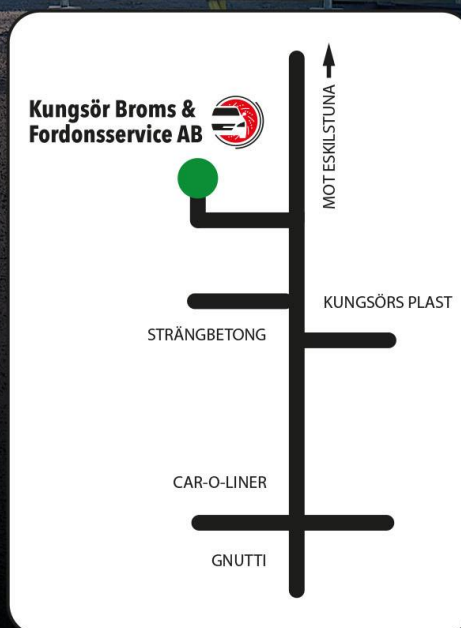 Kungsör Broms &
Fordonsservice AB
MOT ESKILSTUNA
KUNGSÖRS PLAST
STRÄNGBETONG
CAR-O-LINER
GNUTTI